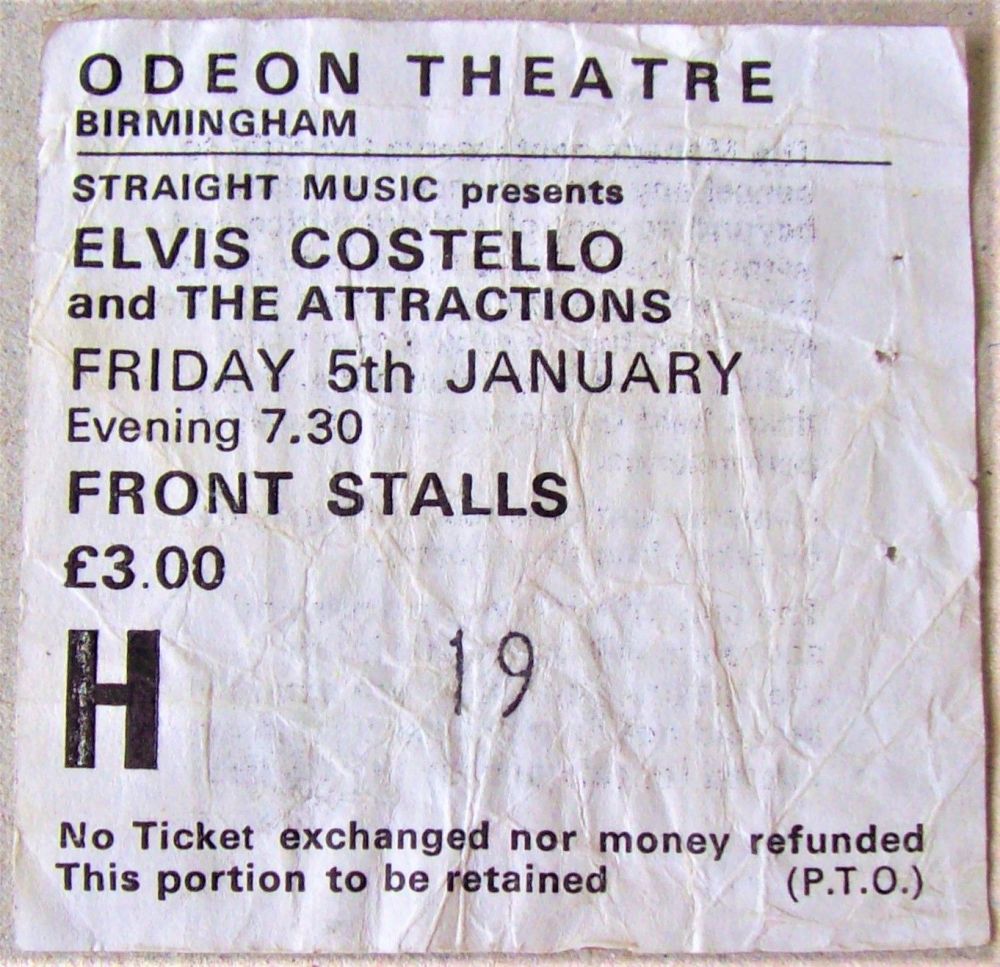 ODEON THEATRE
BIRMINGHAM
STRAIGHT MUSIC presents
ELVIS COSTELLO
and THE ATTRACTIONS
FRIDAY 5th JANUARY
Evening 7.30
FRONT STALLS
£3.00
H 19
No Ticket exchanged nor money refunded
This portion to be retained (P.T.O.)